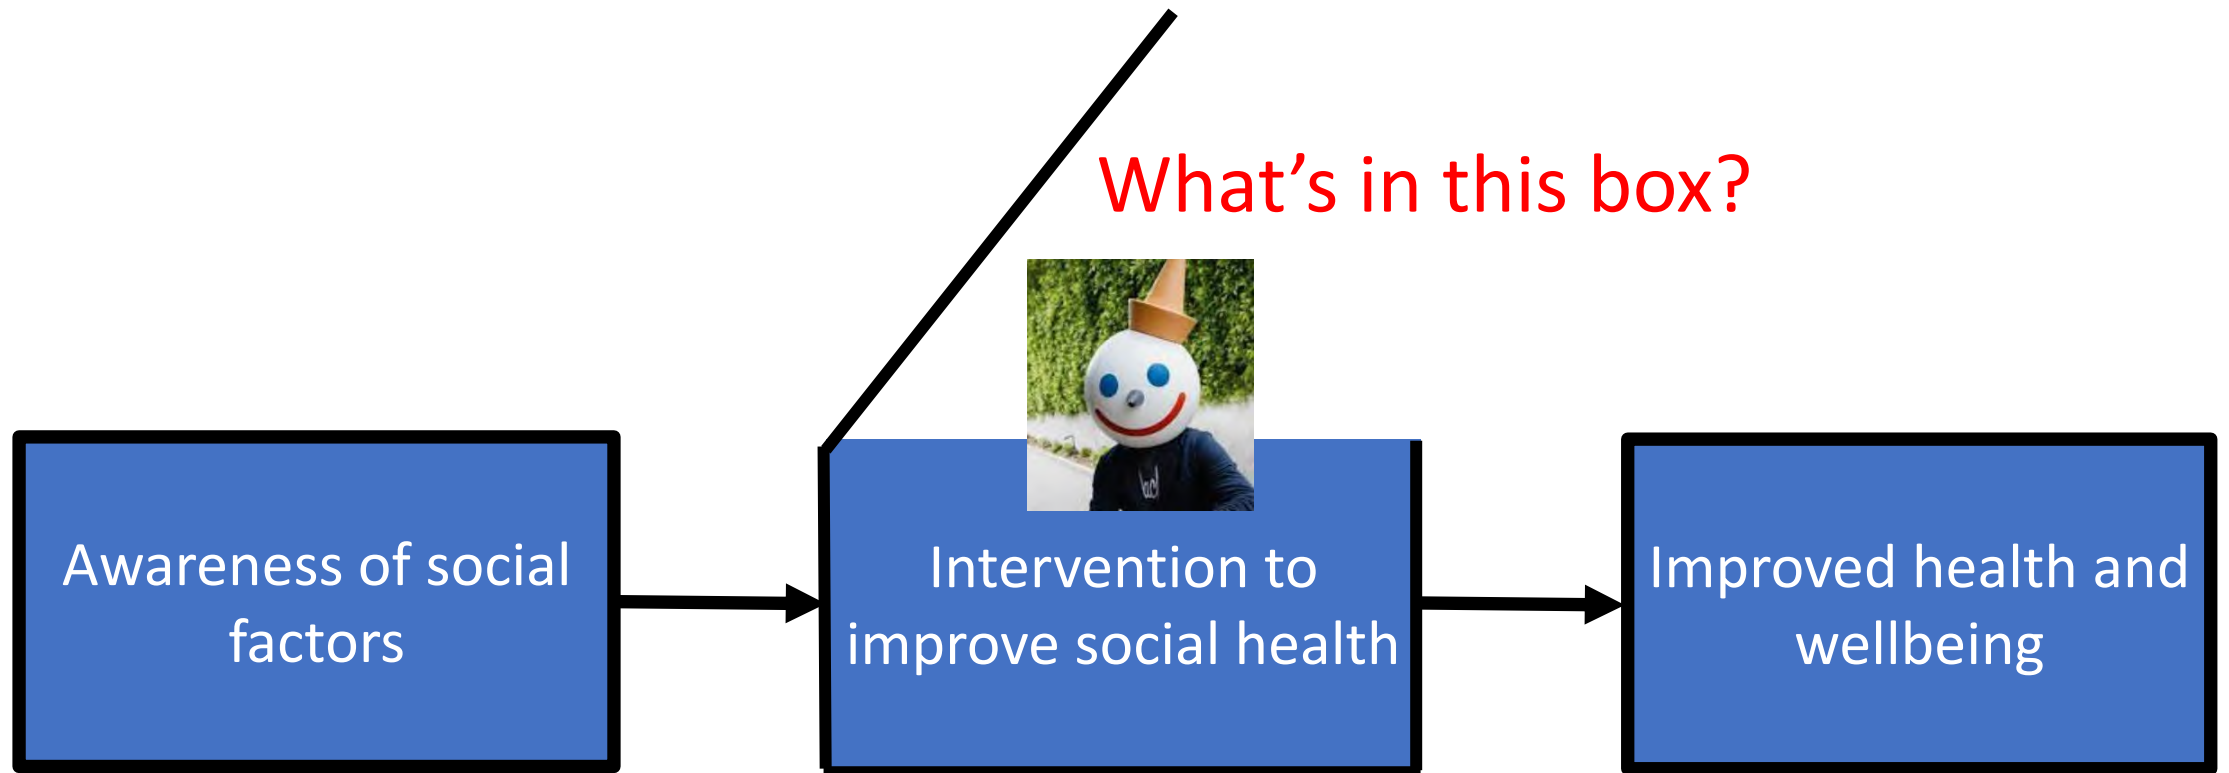 What’s in this box?
Awareness of social
factors
Intervention to
improve social health
Improved health and
wellbeing